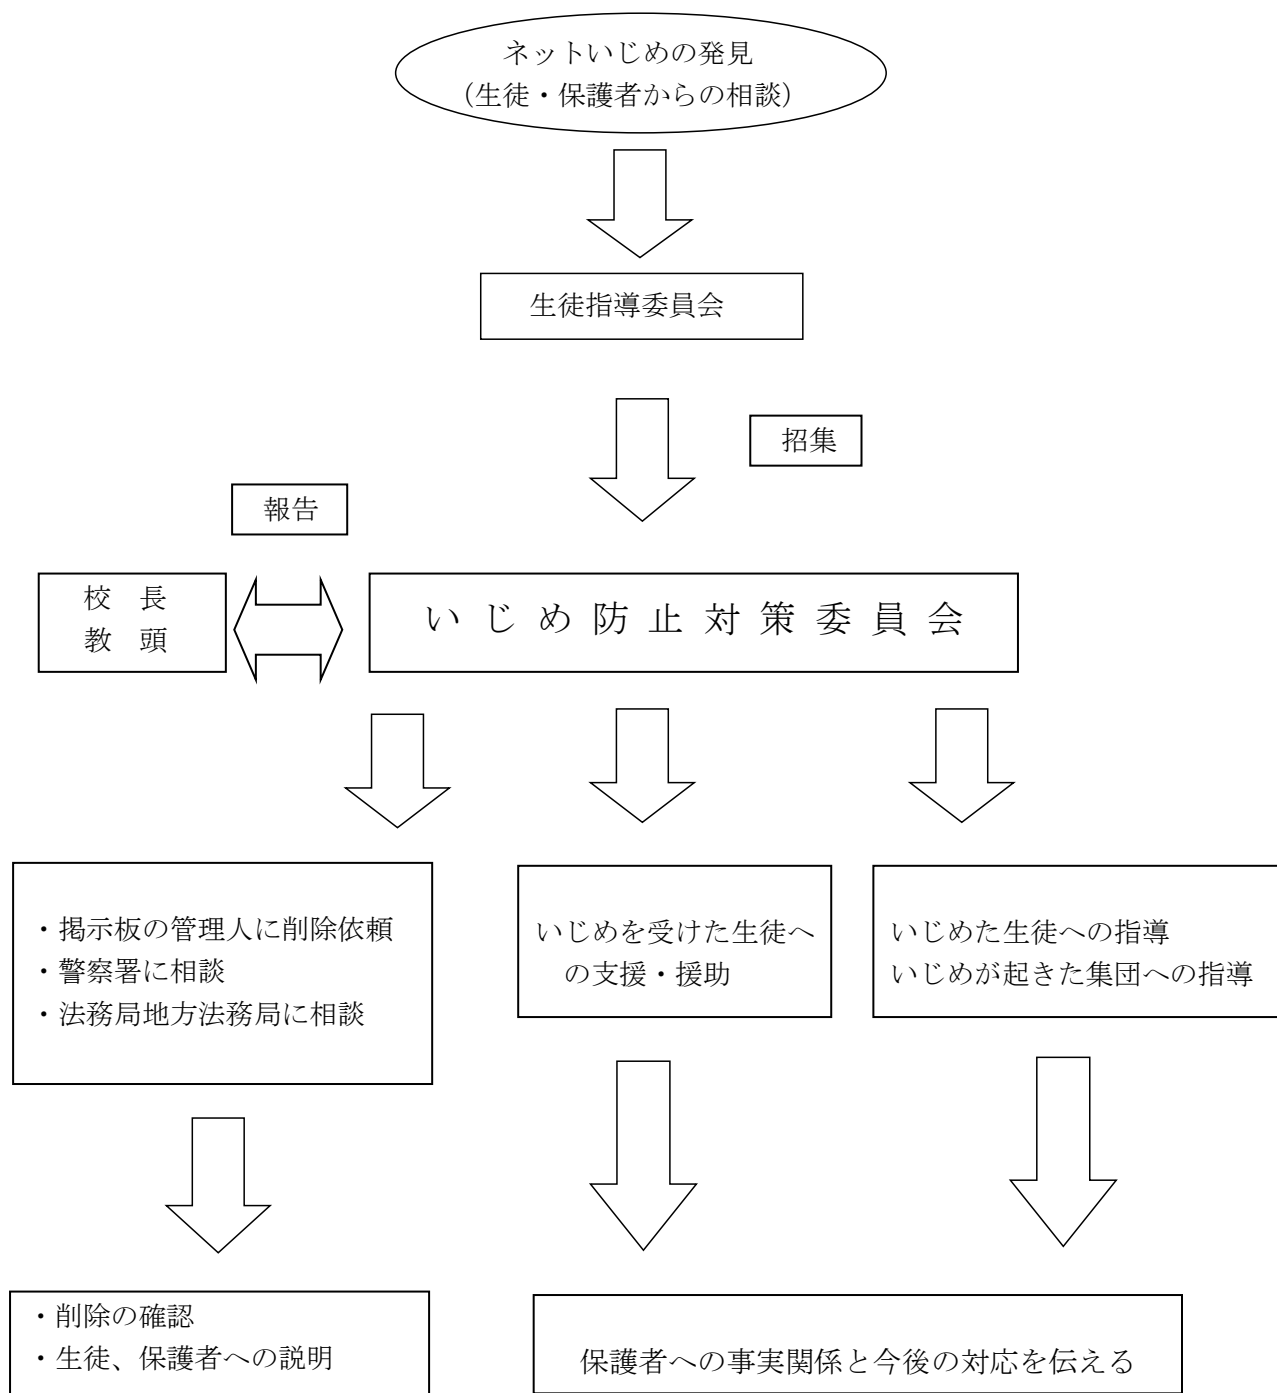 ネットいじめの発見
(生徒・保護者からの相談)
生徒指導委員会
招集
報告
校　長
教　頭
いじめ防止対策委員会
・掲示板の管理人に削除依頼
・警察署に相談
・法務局地方法務局に相談
いじめを受けた生徒へ
の支援・援助
いじめた生徒への指導
いじめが起きた集団への指導
・削除の確認
・生徒、保護者への説明
保護者への事実関係と今後の対応を伝える